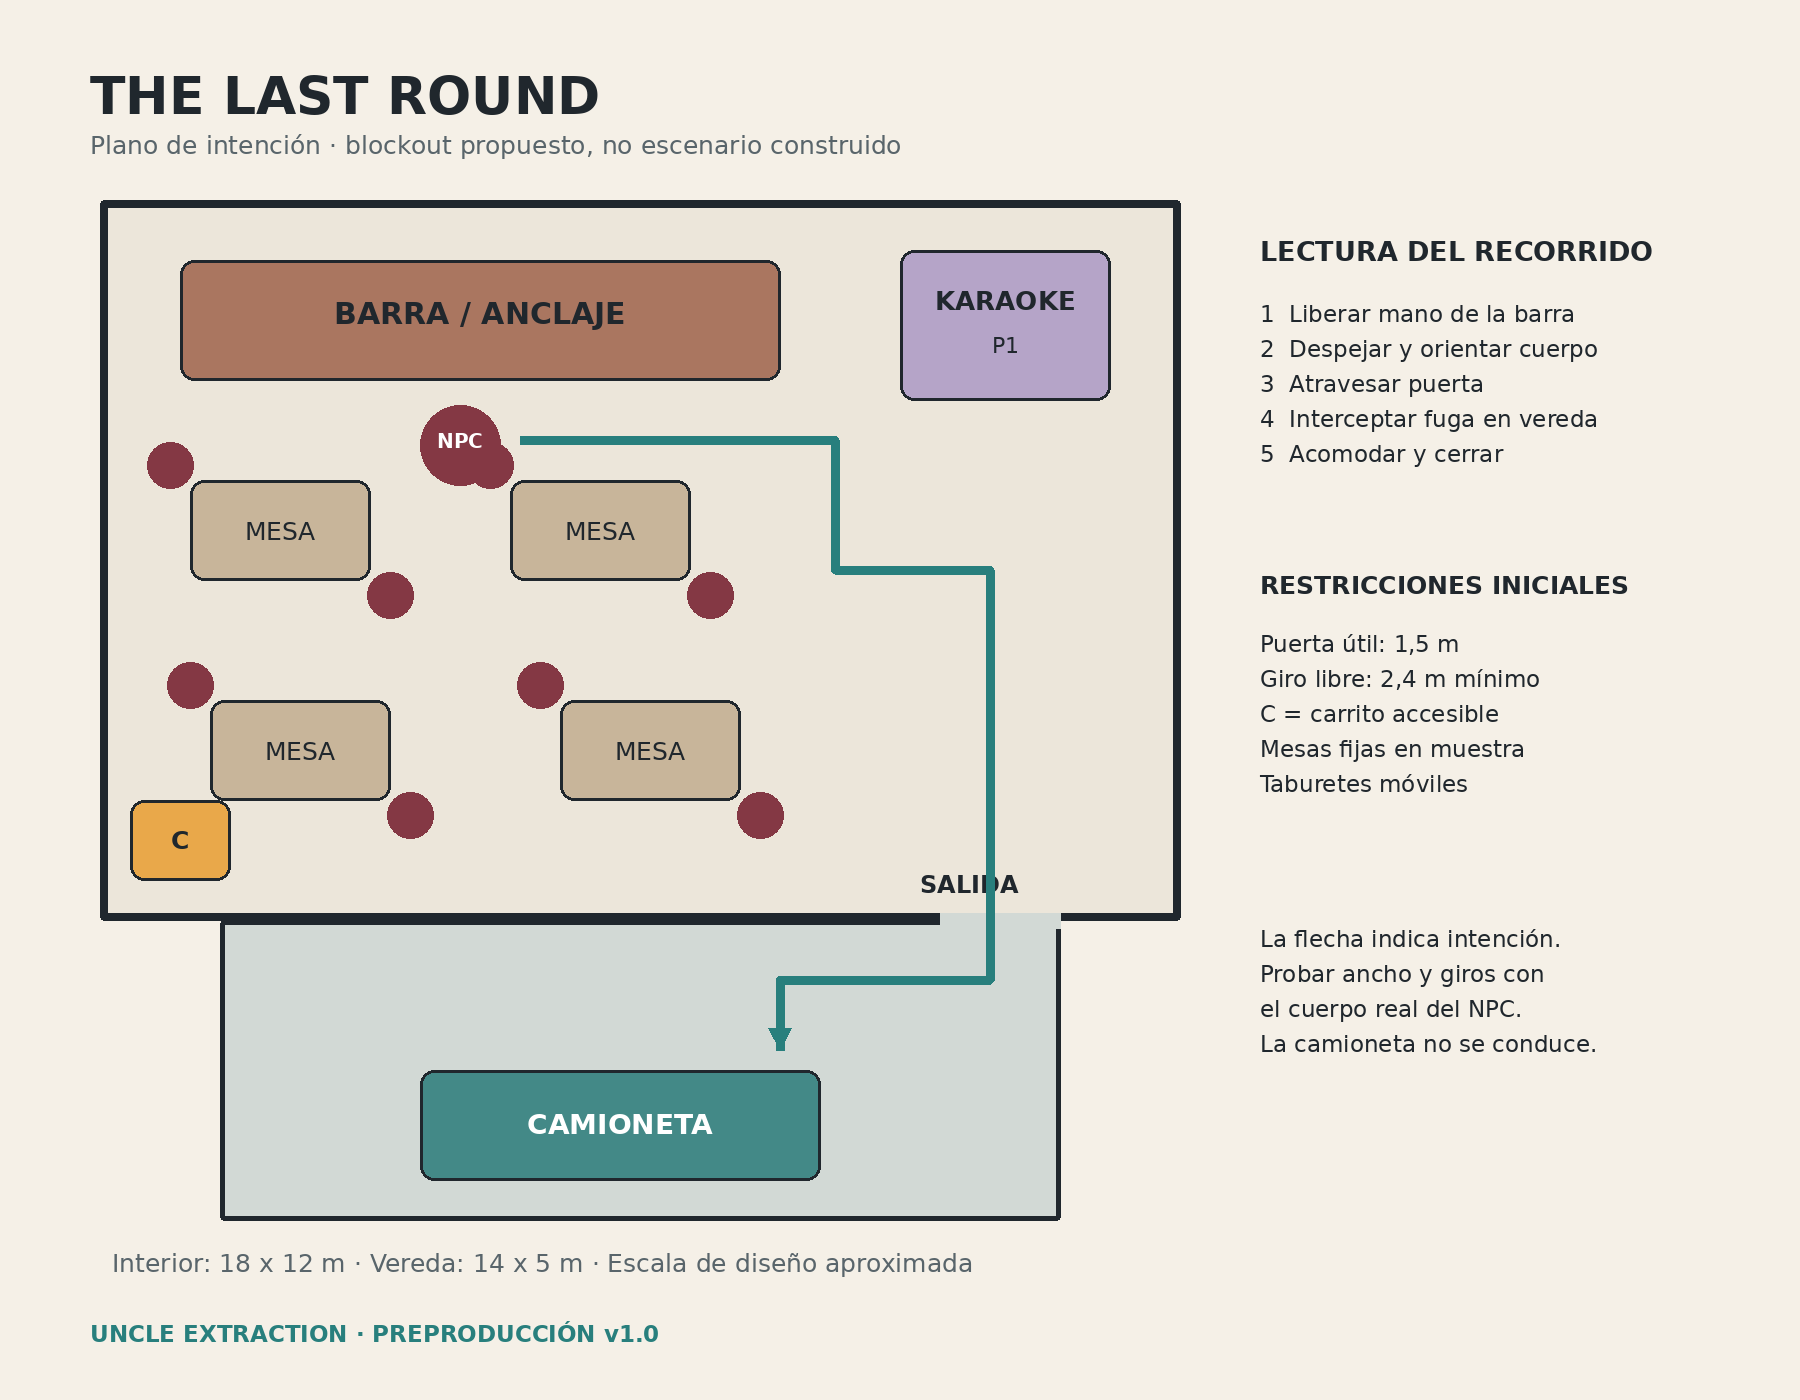 THE LAST ROUND
Plano de intención · blockout propuesto, no escenario construido
BARRA / ANCLAJE
KARAOKE
P1
NPC
MESA
MESA
MESA
MESA
C
SALIDA
CAMIONETA
Interior: 18 x 12 m · Vereda: 14 x 5 m · Escala de diseño aproximada
UNCLE EXTRACTION · PREPRODUCCIÓN v1.0
LECTURA DEL RECORRIDO
1 Liberar mano de la barra
2 Despejar y orientar cuerpo
3 Atravesar puerta
4 Interceptar fuga en vereda
5 Acomodar y cerrar
RESTRICCIONES INICIALES
Puerta útil: 1,5 m
Giro libre: 2,4 m mínimo
C = carrito accesible
Mesas fijas en muestra
Taburetes móviles
La flecha indica intención.
Probar ancho y giros con
el cuerpo real del NPC.
La camioneta no se conduce.